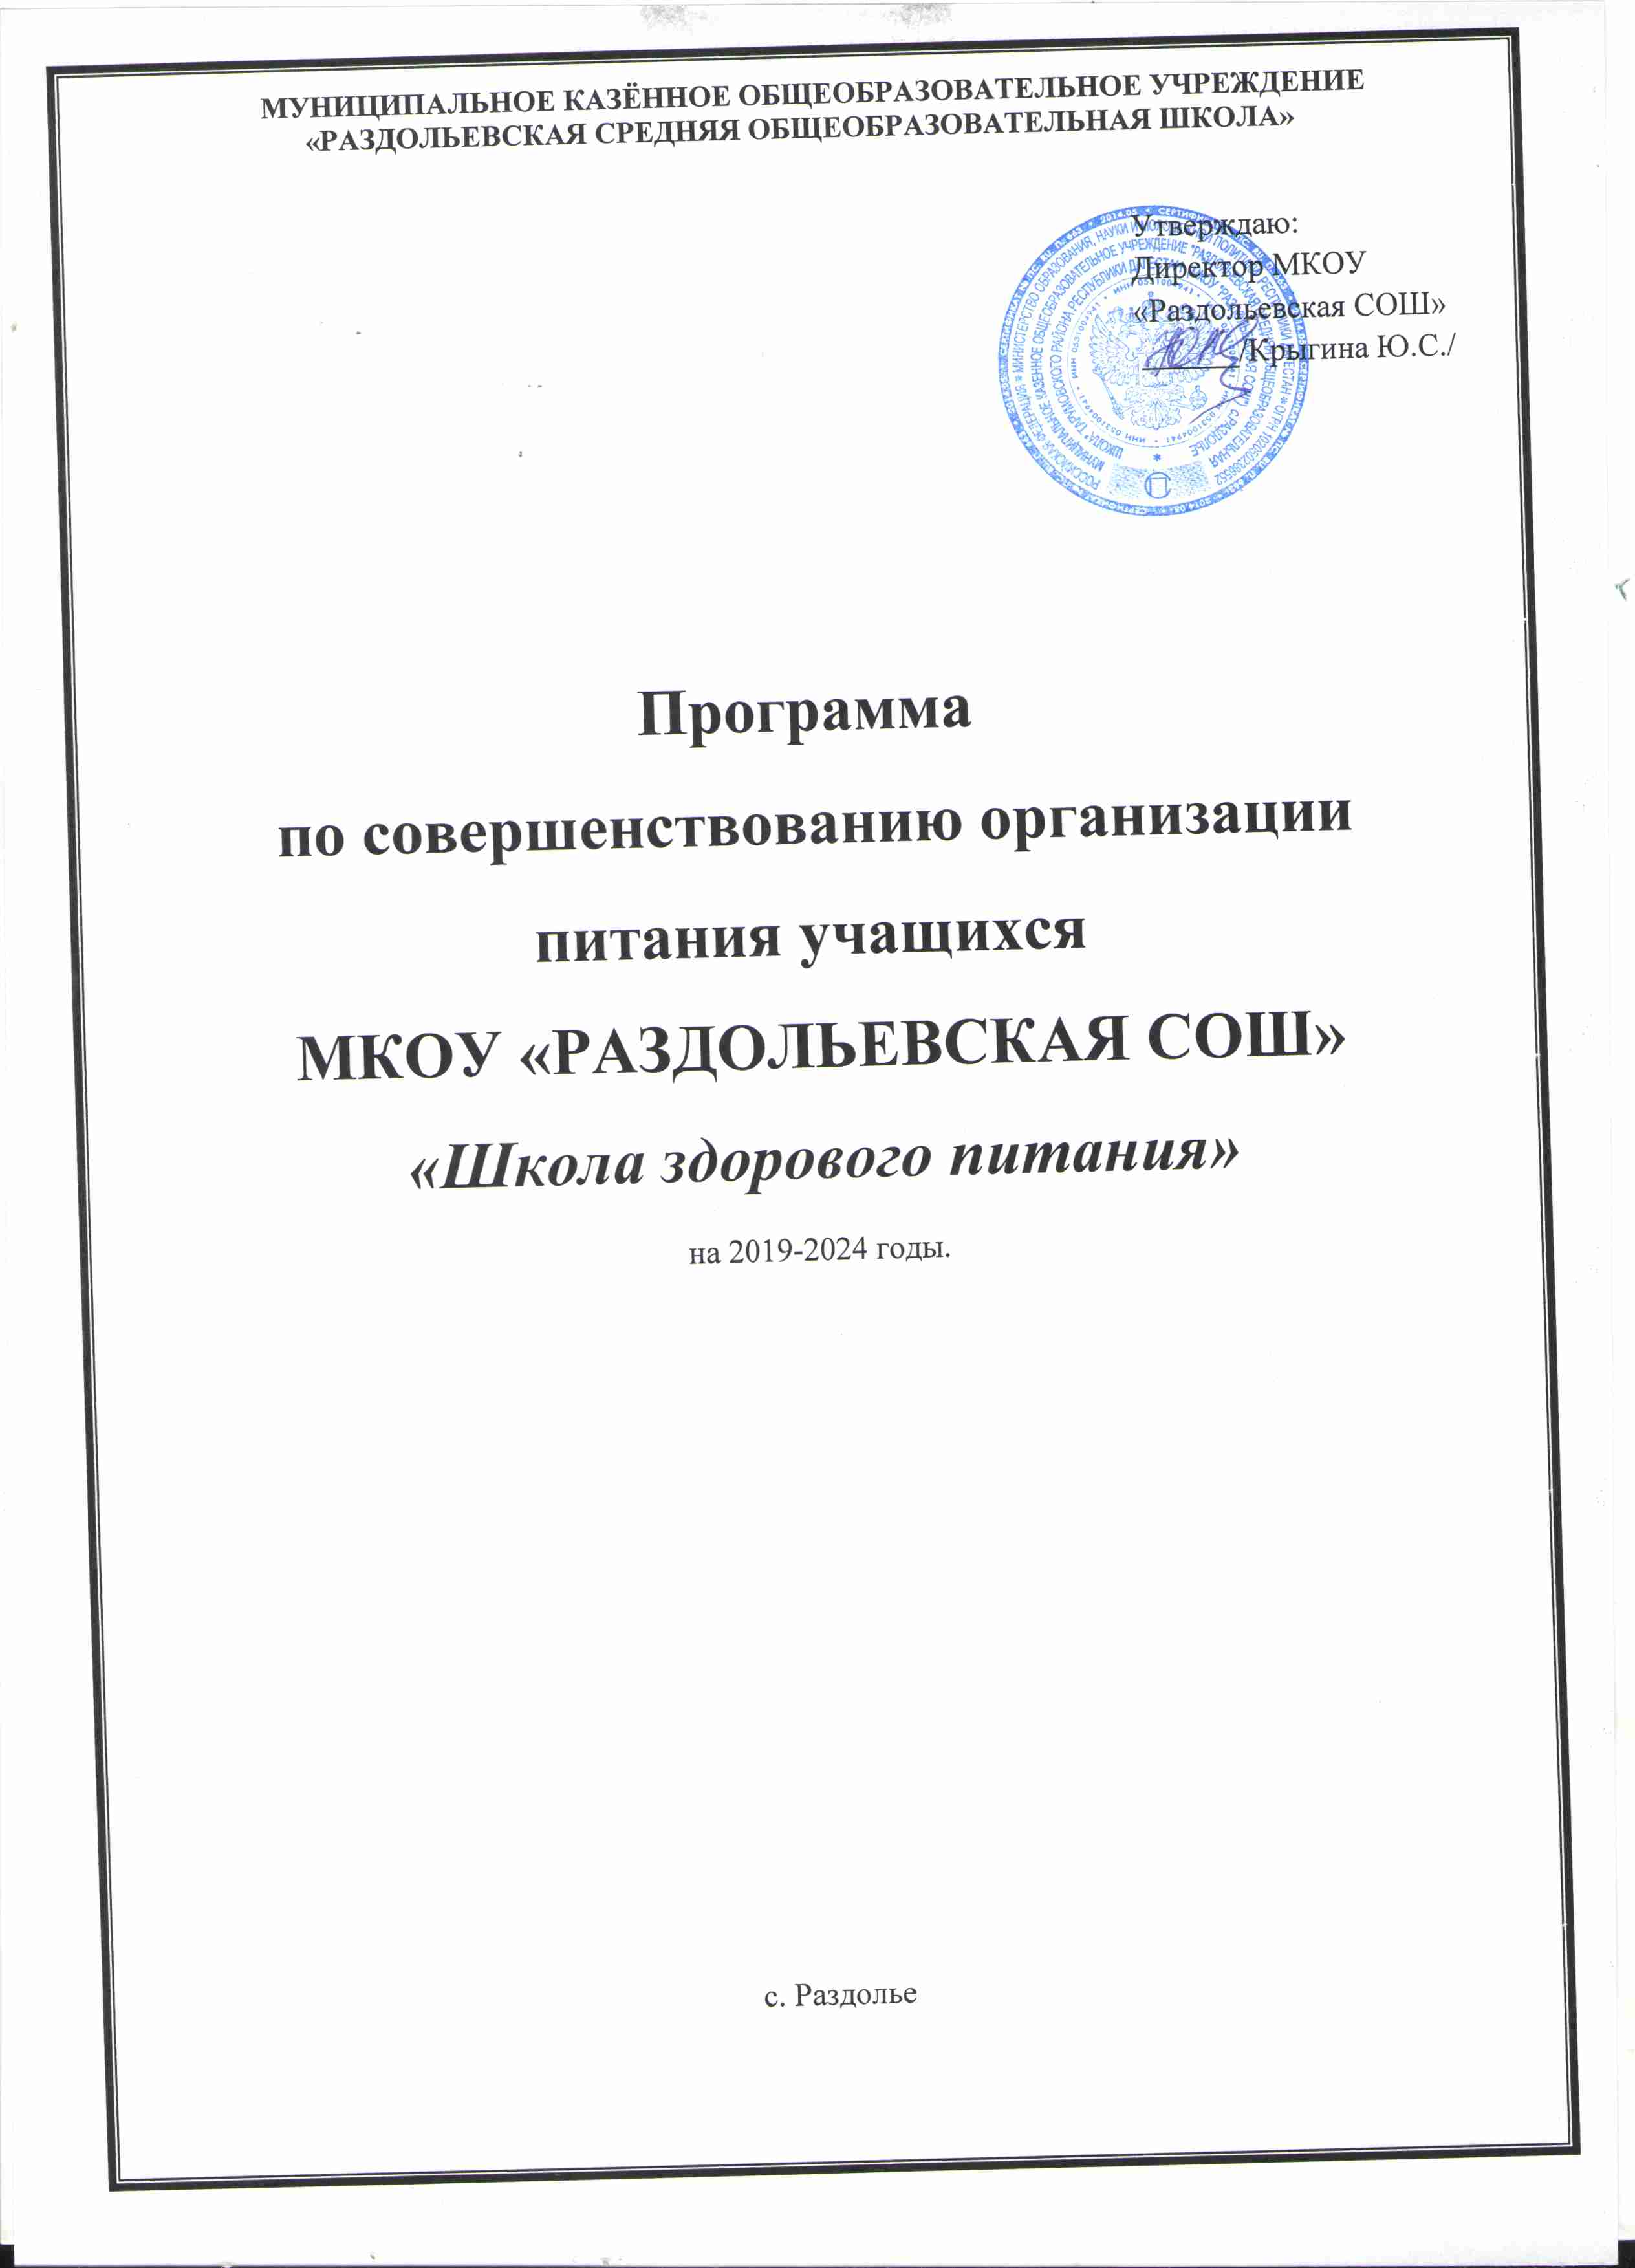 МУНИЦИПАЛЬНОЕ КАЗЁННОЕ ОБЩЕОБРАЗОВАТЕЛЬНОЕ УЧРЕЖДЕНИЕ
«РАЗДОЛЬЕВСКАЯ СРЕДНЯЯ ОБЩЕОБРАЗОВАТЕЛЬНАЯ ШКОЛА»
Утверждаю:
Директор МКОУ
«Раздольевская СОШ»
/Крыгина Ю.С./
Программа
по совершенствованию организации
питания учащихся
МКОУ «РАЗДОЛЬЕВСКАЯ СОШ»
«Школа здорового питания»
на 2019-2024 годы.
с. Раздолье